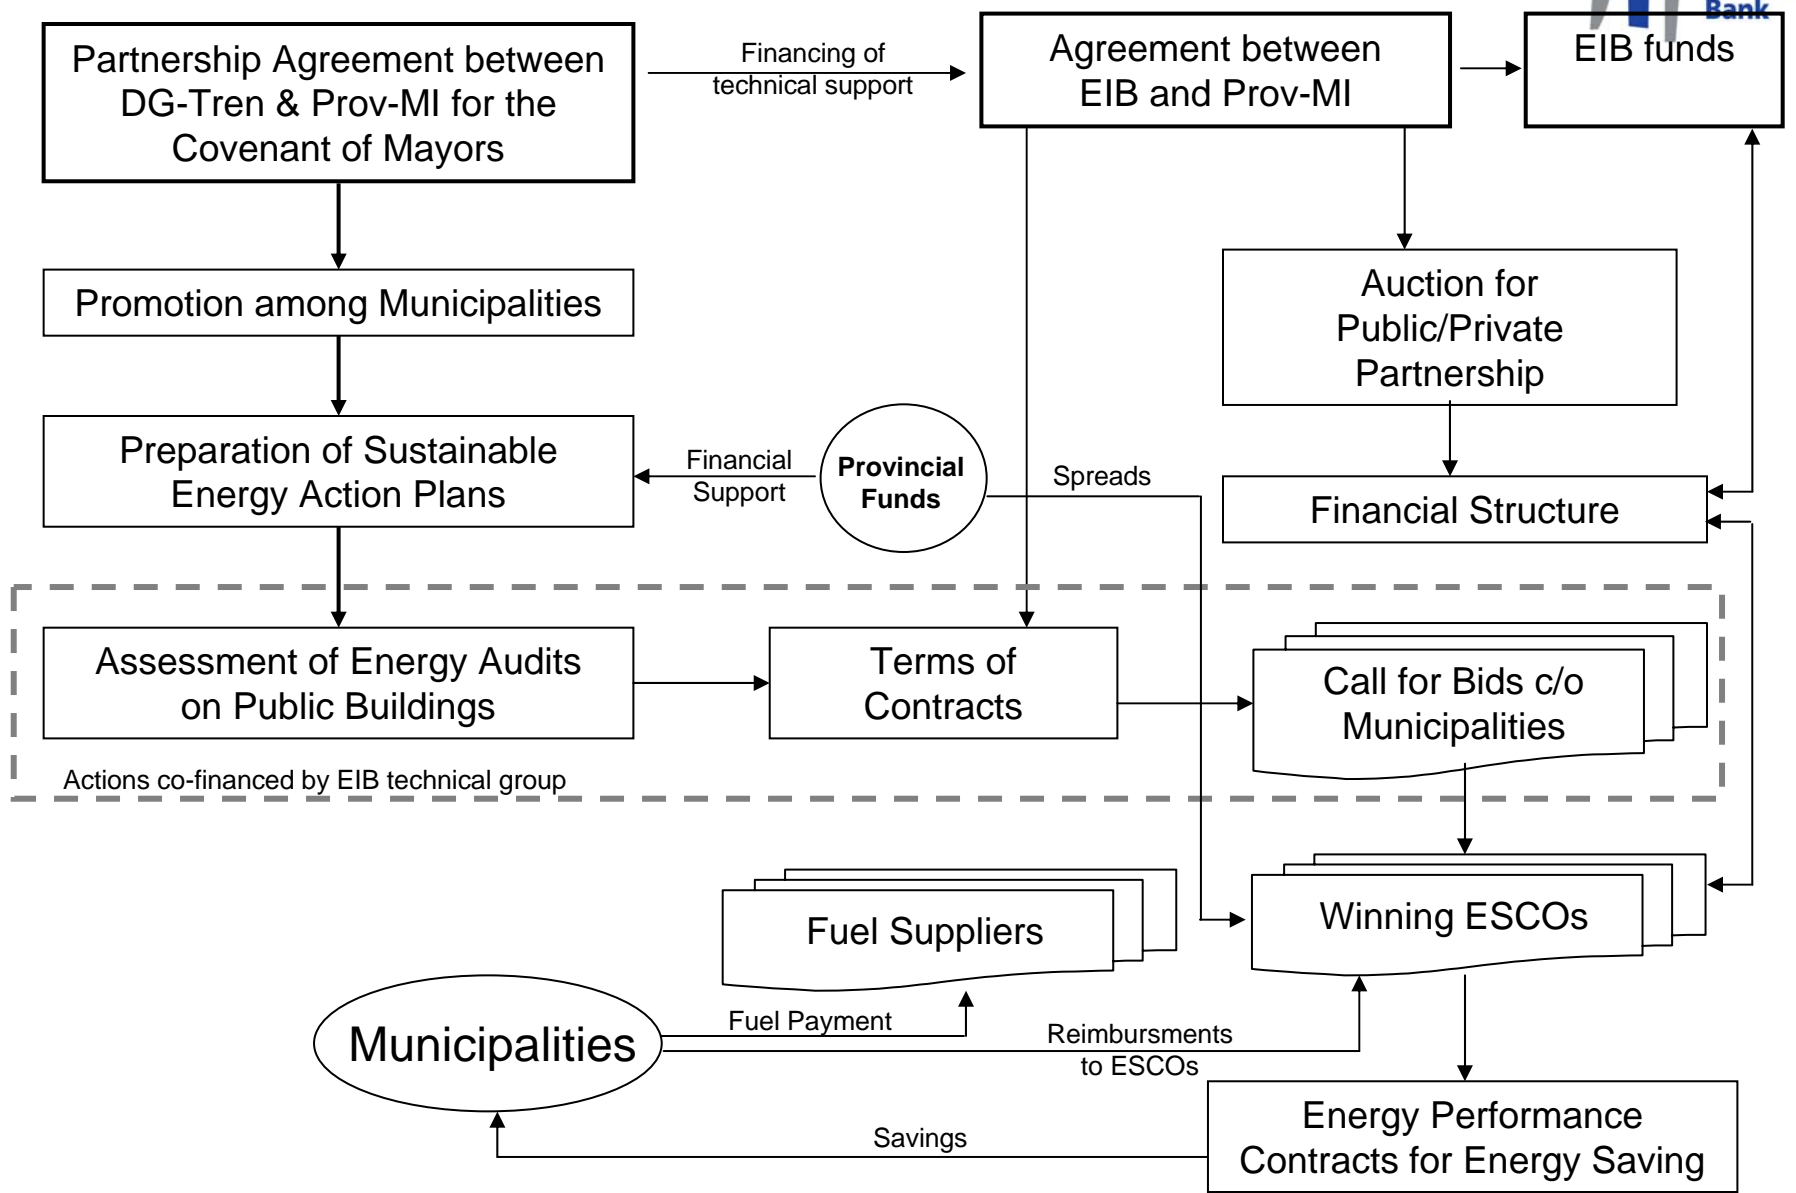 Bank
Partnership Agreement between
DG-Tren & Prov-MI for the
Covenant of Mayors
Financing of
technical support
Agreement between
EIB and Prov-MI
EIB funds
Promotion among Municipalities
Auction for
Public/Private
Partnership
Preparation of Sustainable
Energy Action Plans
Financial
Support
Provincial
Funds
Spreads
Financial Structure
Assessment of Energy Audits
on Public Buildings
Terms of
Contracts
Call for Bids c/o
Municipalities
Actions co-financed by EIB technical group
Fuel Suppliers
Winning ESCOs
Municipalities
Fuel Payment
Reimbursments
to ESCOs
Savings
Energy Performance
Contracts for Energy Saving